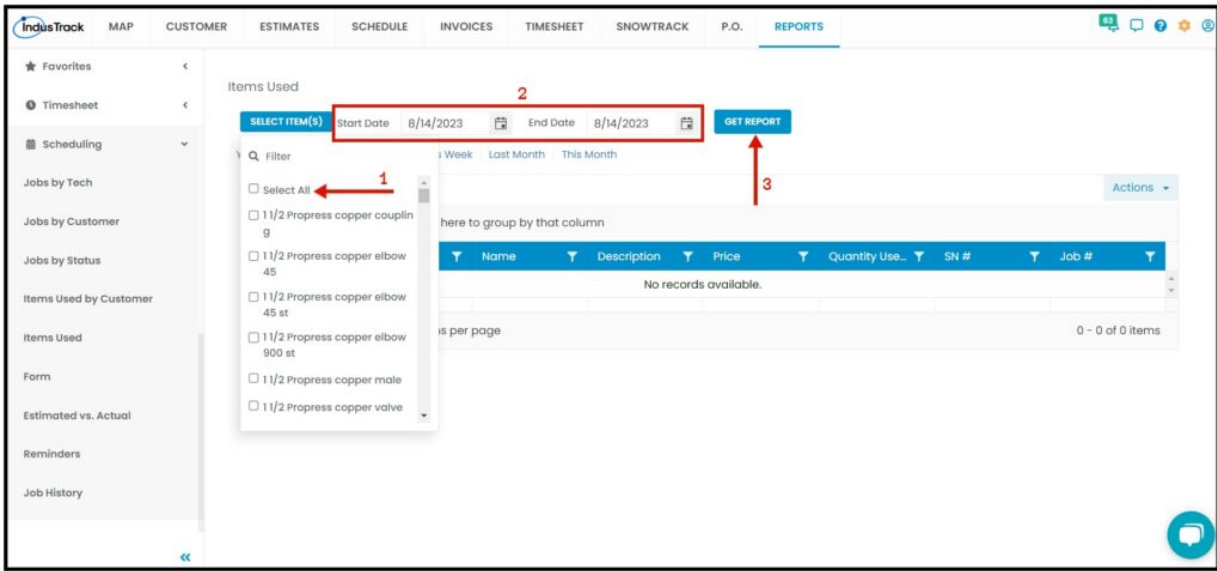 IndusTrack MAP CUSTOMER ESTIMATES SCHEDULE INVOICES TIMESHEET SNOWTRACK P.O. REPORTS 63
Favorites
Timesheet
Scheduling
Jobs by Tech
Jobs by Customer
Jobs by Status
Items Used by Customer
Items Used
Form
Estimated vs. Actual
Reminders
Job History
Items Used
2
SELECT ITEM(S) Start Date 8/14/2023 End Date 8/14/2023 GET REPORT
Week Last Month This Month
Filter
1
3
Select All
Actions
1 1/2 Propress copper couplin
g
1 1/2 Propress copper elbow
45
1 1/2 Propress copper elbow
45 st
1 1/2 Propress copper elbow
900 st
1 1/2 Propress copper male
1 1/2 Propress copper valve
here to group by that column
Name Description Price Quantity Use... SN # Job #
No records available.
per page
0 - 0 of 0 items